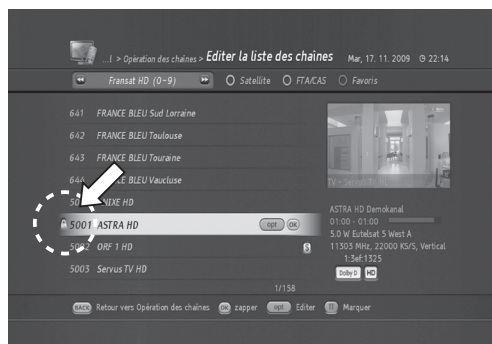 ...l > Opération des chaînes > Editer la liste des chaînes Mar, 17. 11. 2009 22:14
Fransat HD (0-9) Satellite FTA/CAS Favoris
641 FRANCE BLEU Sud Lorraine
642 FRANCE BLEU Toulouse
643 FRANCE BLEU Touraine
644 FRANCE BLEU Vaucluse
HD
5001 ASTRA HD opt OK
5002 ORF 1 HD $
5003 Servus TV HD
1/158
TV - Servus
ASTRA HD Demokanal
01:00 - 01:00
5.0 W Eutelsat 5 West A
11303 MHz, 22000 KS/S, Vertical
1:3ef:1325
Dolby D HD
BACK Retour vers Opération des chaînes OK zapper opt Editer Marquer